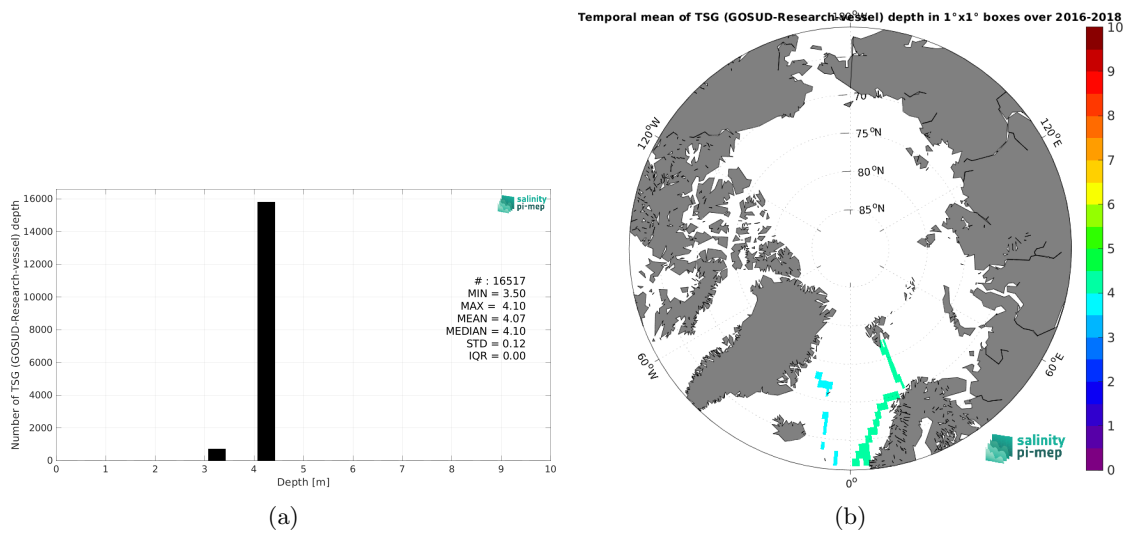 Temporal mean of TSG (GOSUD-Research-vessel) depth in 1°x1° boxes over 2016-2018
16000
14000
12000
10000
8000
6000
4000
2000
0
Number of TSG (GOSUD-Research-vessel) depth
0 1 2 3 4 5 6 7 8 9 10
Depth [m]
salinity
pi-mep
# : 16517
MIN = 3.50
MAX = 4.10
MEAN = 4.07
MEDIAN = 4.10
STD = 0.12
IQR = 0.00
(a)
180°W
120°W
120°E
75°N
80°N
85°N
60°W
60°E
0°
salinity
pi-mep
10
9
8
7
6
5
4
3
2
1
0
(b)